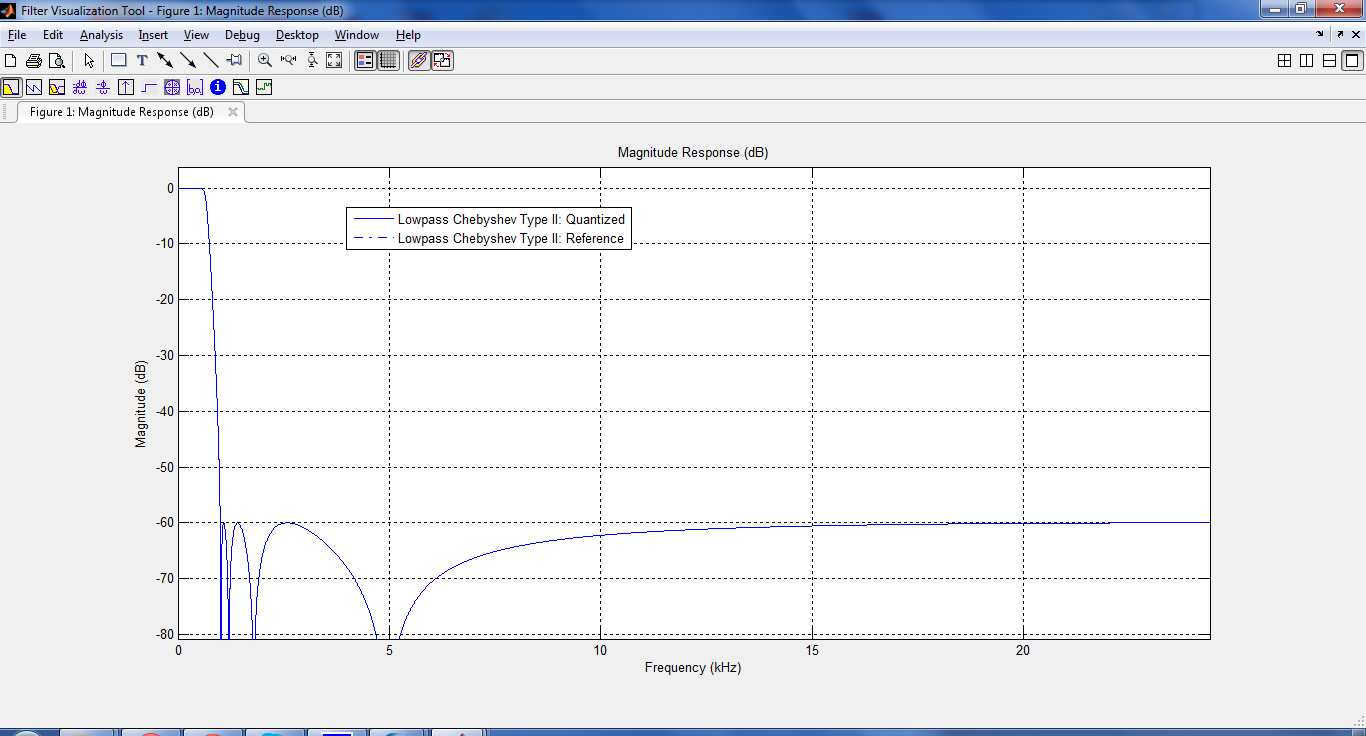 Filter Visualization Tool - Figure 1: Magnitude Response (dB)
File Edit Analysis Insert View Debug Desktop Window Help
Figure 1: Magnitude Response (dB)
Magnitude Response (dB)
Lowpass Chebyshev Type II: Quantized
Lowpass Chebyshev Type II: Reference
Magnitude (dB)
0
-10
-20
-30
-40
-50
-60
-70
-80
0 5 10 15 20
Frequency (kHz)